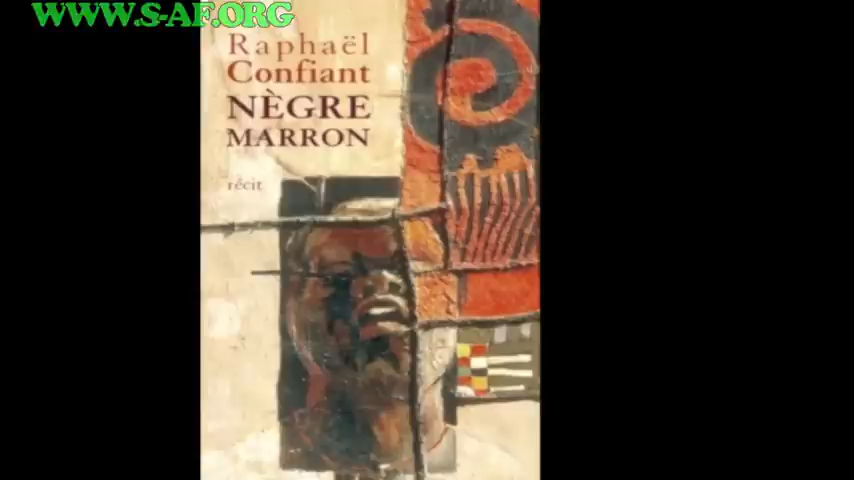 WWW.S-AF.ORG
Raphaël
Confiant
NÈGRE
MARRON
récit